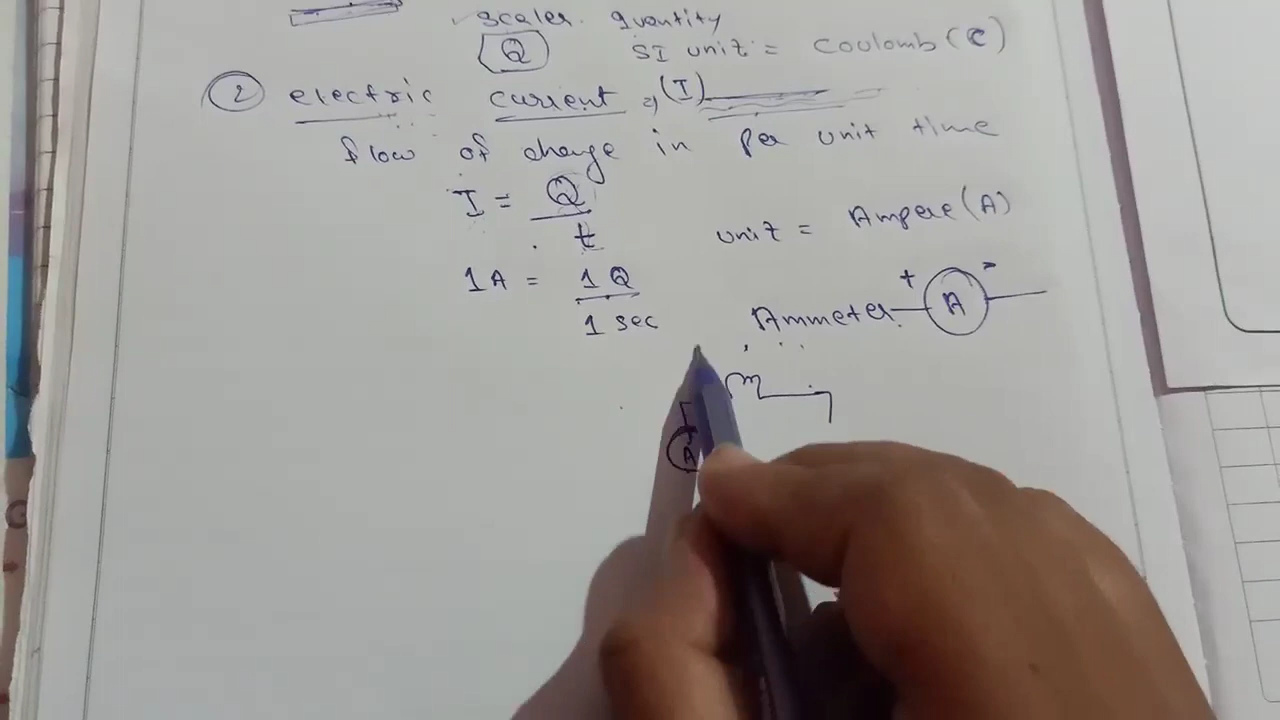 scaler quantity
Q SI unit = Coulomb (C)
2 electric current => (I)
flow of charge in per unit time
I = Q
t
unit = Ampere (A)
1A = 1 Q
1 sec
Ammeter + A -
A